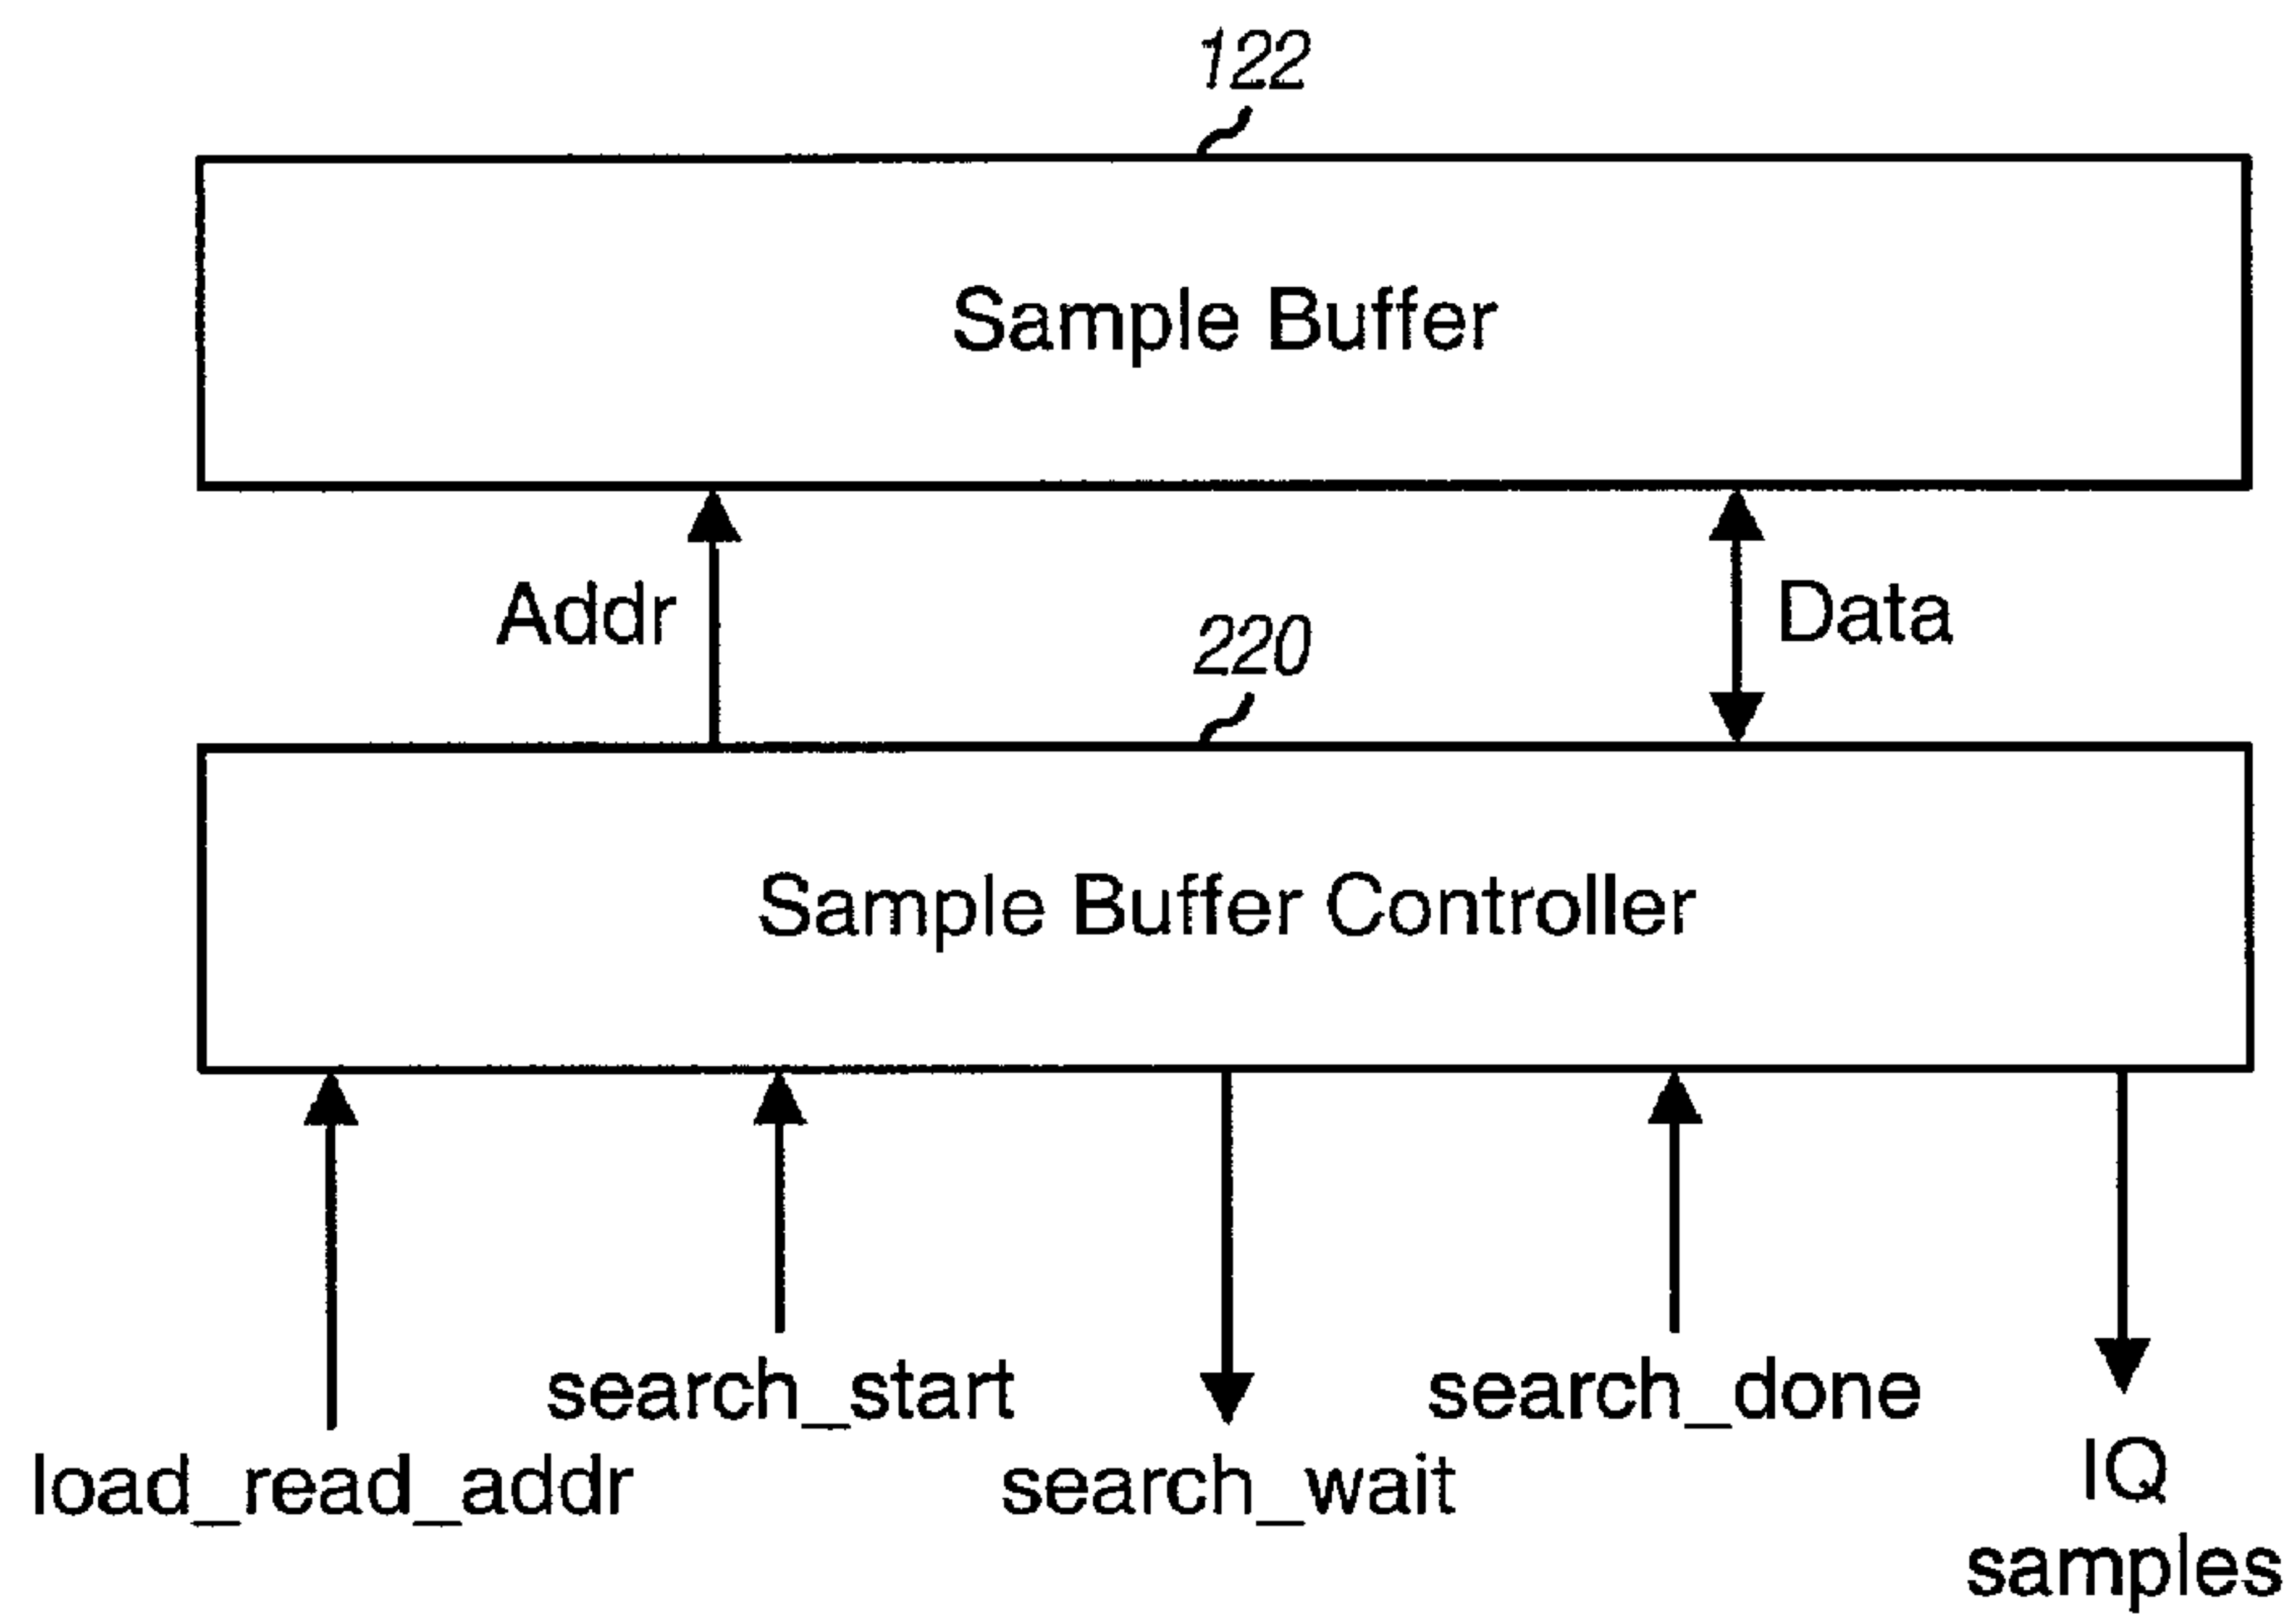 122
Sample Buffer
Addr
Data
220
Sample Buffer Controller
search_start
search_done
load_read_addr
search_wait
IQ
samples